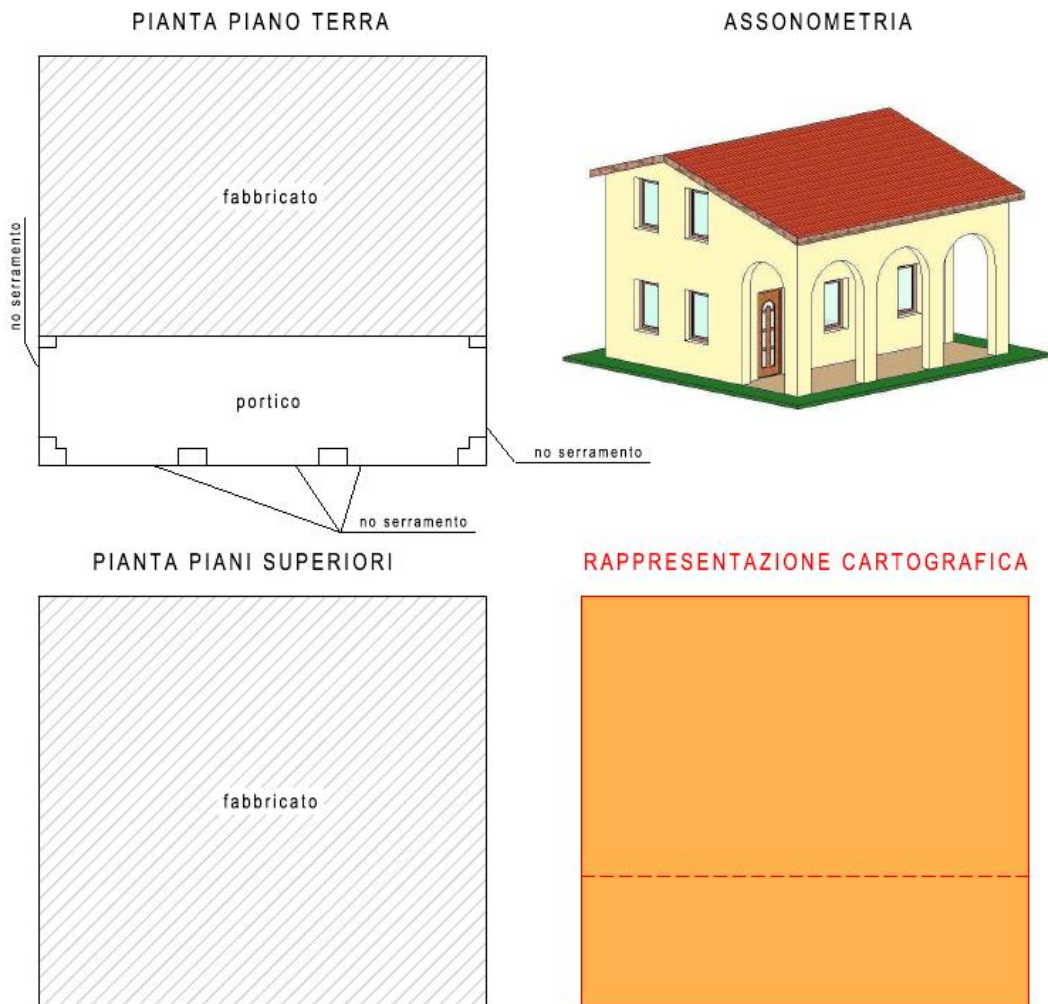 PIANTA PIANO TERRA
ASSONOMETRIA
fabbricato
no serramento
portico
no serramento
no serramento
PIANTA PIANI SUPERIORI
RAPPRESENTAZIONE CARTOGRAFICA
fabbricato